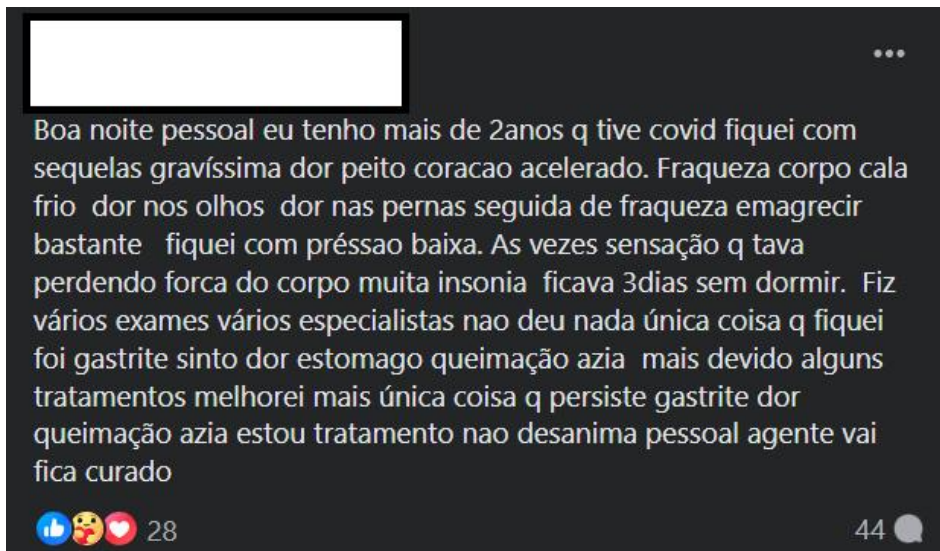 Boa noite pessoal eu tenho mais de 2anos q tive covid fiquei com
sequelas gravíssima dor peito coracao acelerado. Fraqueza corpo cala
frio  dor nos olhos  dor nas pernas seguida de fraqueza emagrecir
bastante   fiquei com préssao baixa. As vezes sensação q tava
perdendo forca do corpo muita insonia  ficava 3dias sem dormir.  Fiz
vários exames vários especialistas nao deu nada única coisa q fiquei
foi gastrite sinto dor estomago queimação azia  mais devido alguns
tratamentos melhorei mais única coisa q persiste gastrite dor
queimação azia estou tratamento nao desanima pessoal agente vai
fica curado
28 44